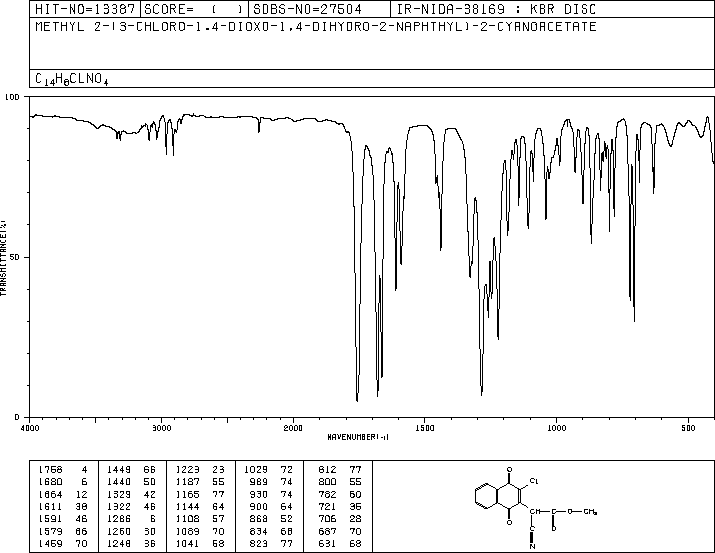 HIT-NO=13387 SCORE= ( ) SDBS-NO=27504 IR-NIDA-38169 : KBR DISC
METHYL 2-(3-CHLORO-1,4-DIOXO-1,4-DIHYDRO-2-NAPHTHYL)-2-CYANOACETATE
C14H8CLNO4
100
TRANSMITTANCE(%)
50
0
4000 3000 2000 1500 1000 500
WAVENUMBER(-1)
1758 4 1449 66 1223 23 1029 72 812 77
1680 6 1440 50 1187 55 989 74 800 55
1664 12 1329 42 1165 77 930 74 782 60
1611 38 1322 46 1144 64 900 64 721 35
1591 46 1286 6 1108 57 868 52 706 28
1579 66 1260 30 1089 70 834 68 687 70
1459 70 1248 36 1041 58 823 77 631 68
O
Cl
CH C O CH3
O C O
N